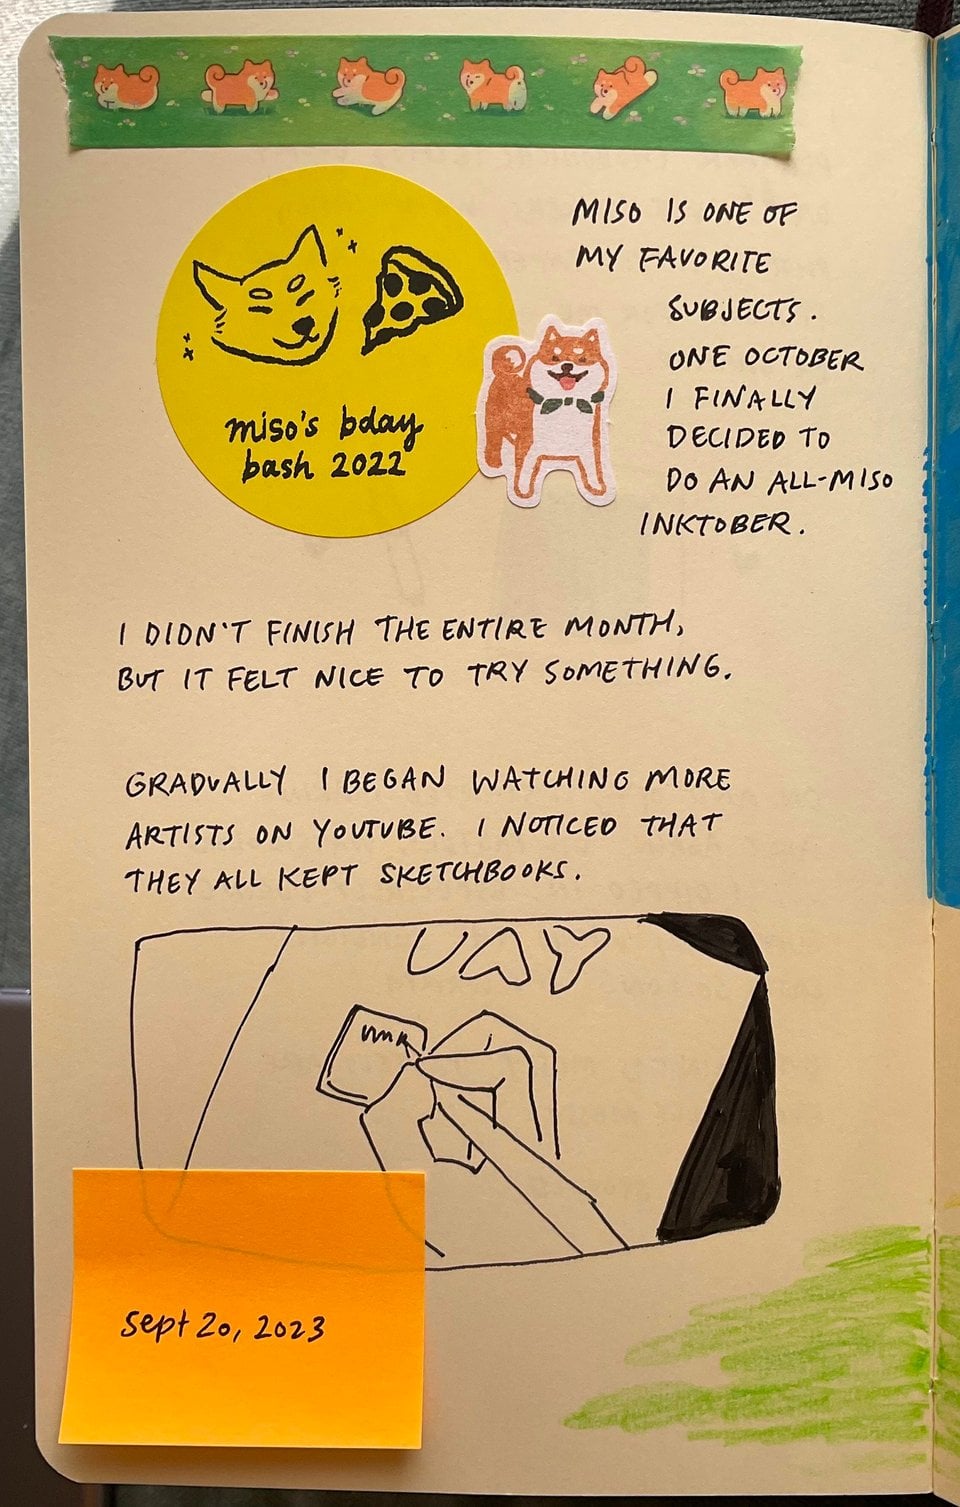 miso's bday
bash 2022
MISO IS ONE OF
MY FAVORITE
SUBJECTS.
ONE OCTOBER
I FINALLY
DECIDED TO
DO AN ALL-MISO
INKTOBER.
I DIDN'T FINISH THE ENTIRE MONTH,
BUT IT FELT NICE TO TRY SOMETHING.
GRADUALLY I BEGAN WATCHING MORE
ARTISTS ON YOUTUBE. I NOTICED THAT
THEY ALL KEPT SKETCHBOOKS.
sept 20, 2023